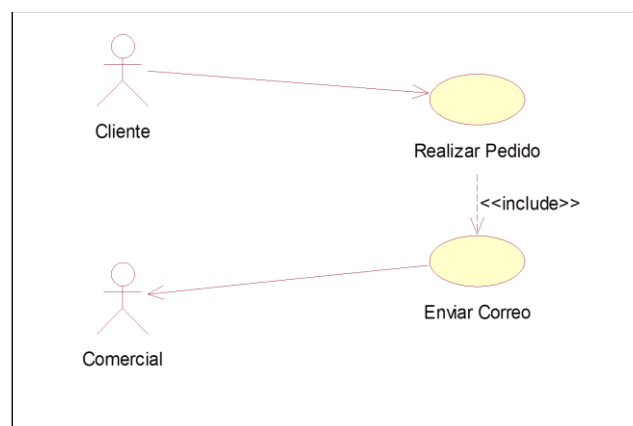 Cliente
Realizar Pedido
<<include>>
Enviar Correo
Comercial